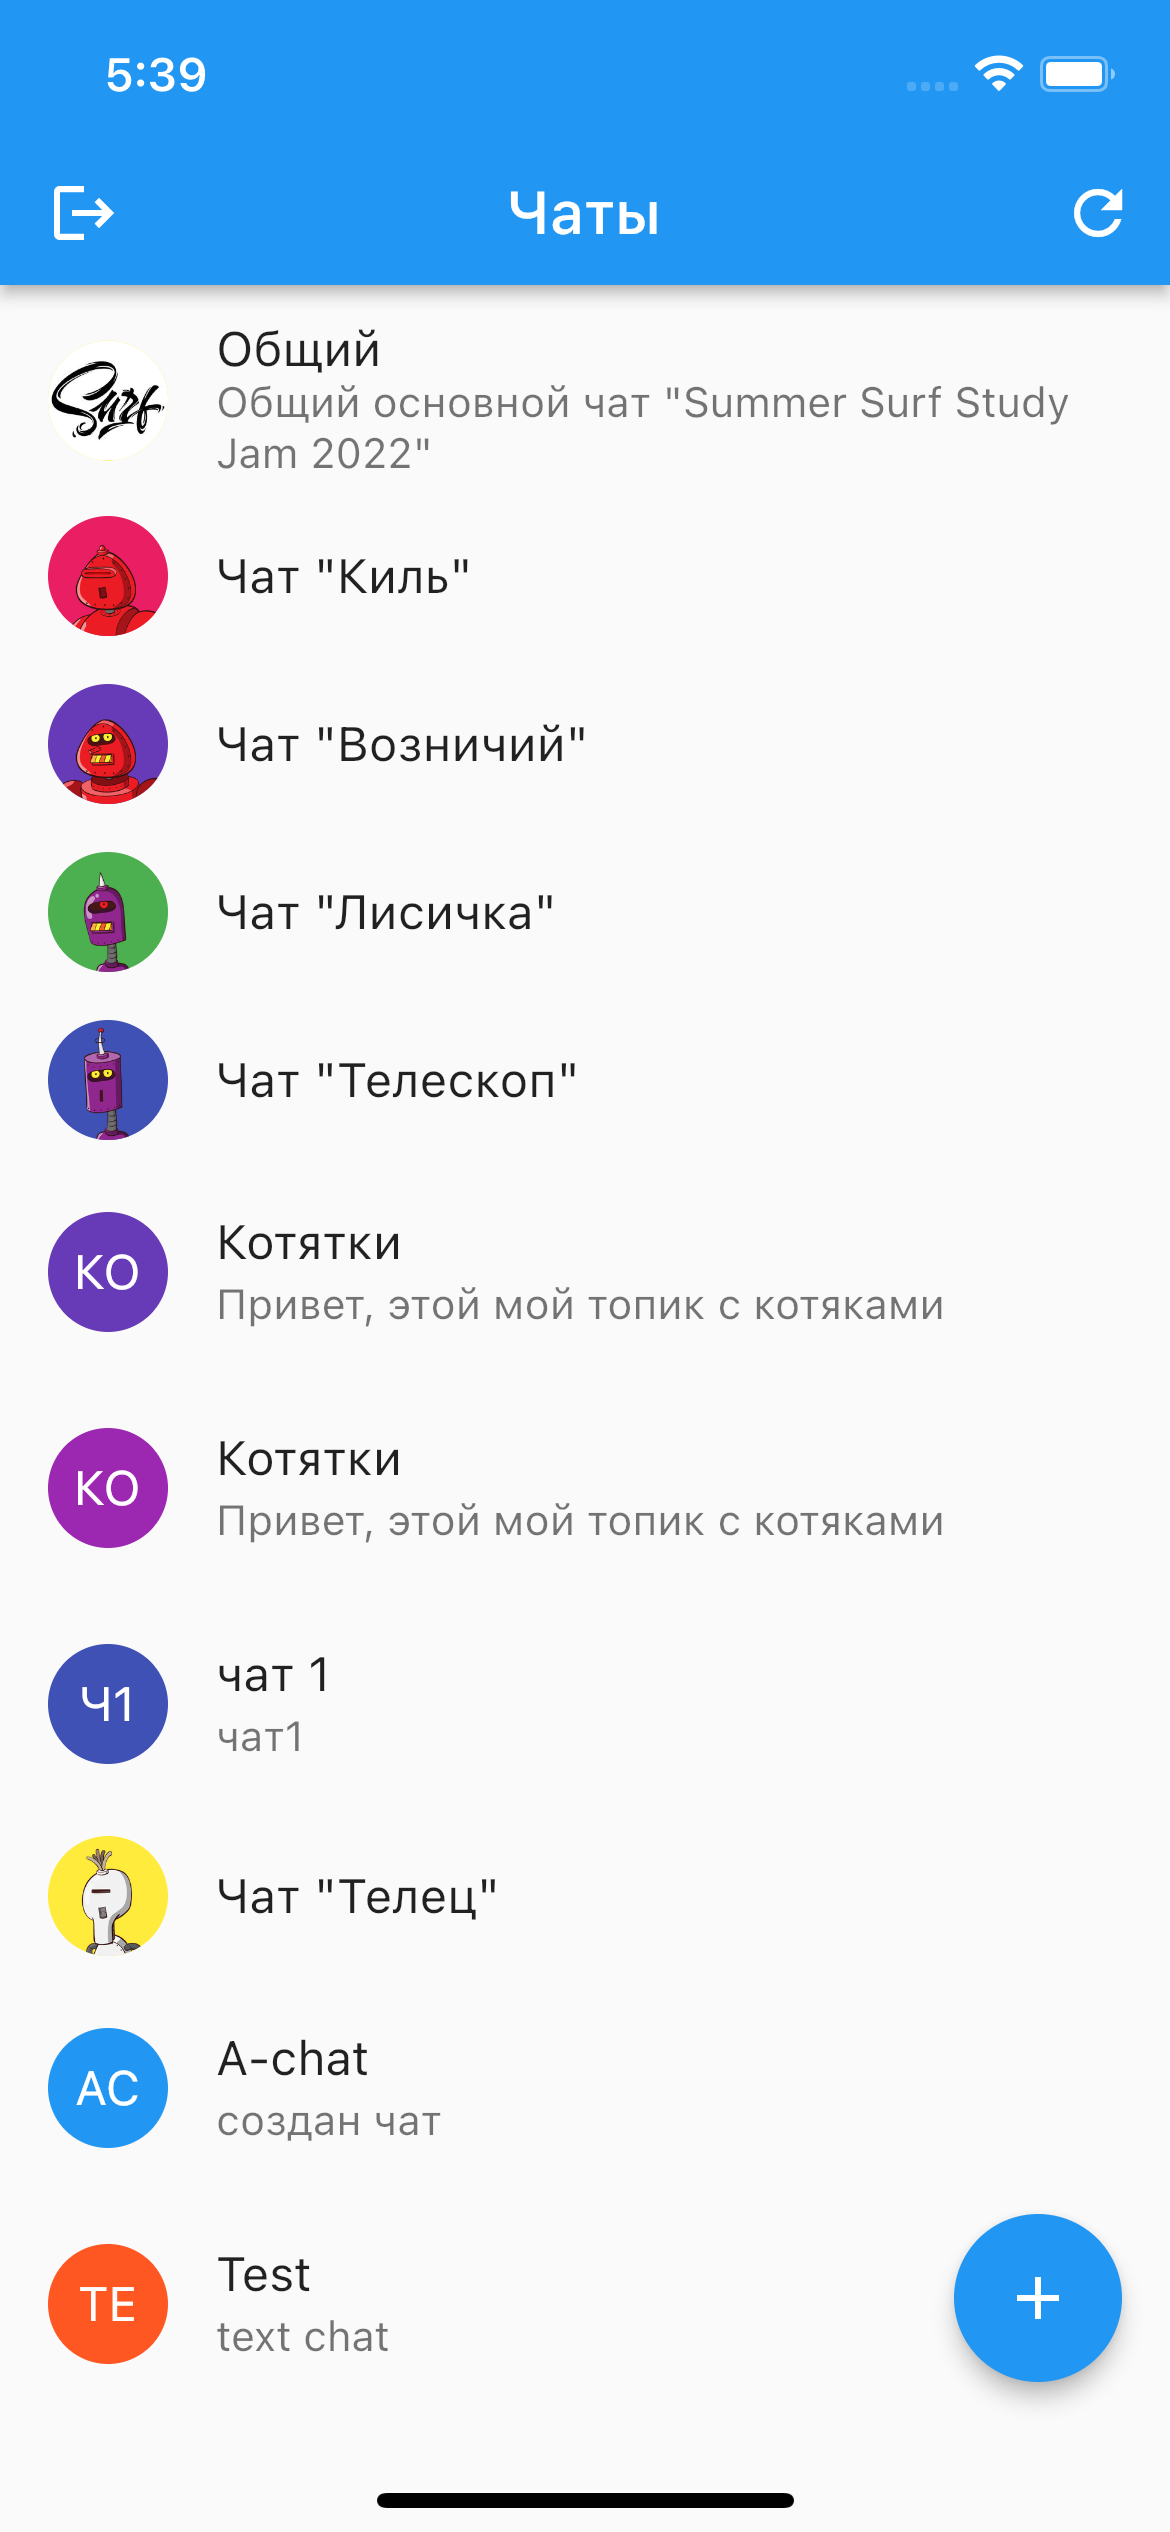 5:39
Чаты
Surf
Общий
Общий основной чат "Summer Surf Study
Jam 2022"
Чат "Киль"
Чат "Возничий"
Чат "Лисичка"
Чат "Телескоп"
КО
Котятки
Привет, этой мой топик с котяками
КО
Котятки
Привет, этой мой топик с котяками
Ч1
чат 1
чат1
Чат "Телец"
AC
A-chat
создан чат
TE
Test
text chat